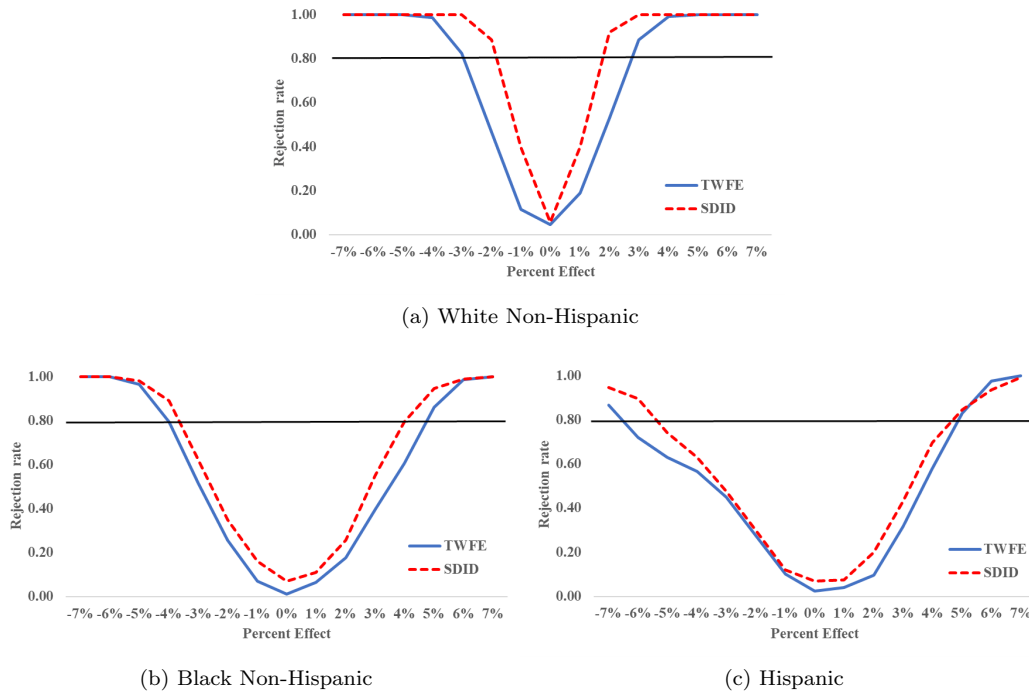 1.00
0.80
0.60
0.40
0.20
0.00
Rejection rate
TWFE
SDID
-7% -6% -5% -4% -3% -2% -1% 0% 1% 2% 3% 4% 5% 6% 7%
Percent Effect
(a) White Non-Hispanic
1.00
0.80
0.60
0.40
0.20
0.00
Rejection rate
TWFE
SDID
-7% -6% -5% -4% -3% -2% -1% 0% 1% 2% 3% 4% 5% 6% 7%
Percent Effect
(b) Black Non-Hispanic
1.00
0.80
0.60
0.40
0.20
0.00
Rejection rate
TWFE
SDID
-7% -6% -5% -4% -3% -2% -1% 0% 1% 2% 3% 4% 5% 6% 7%
Percent Effect
(c) Hispanic